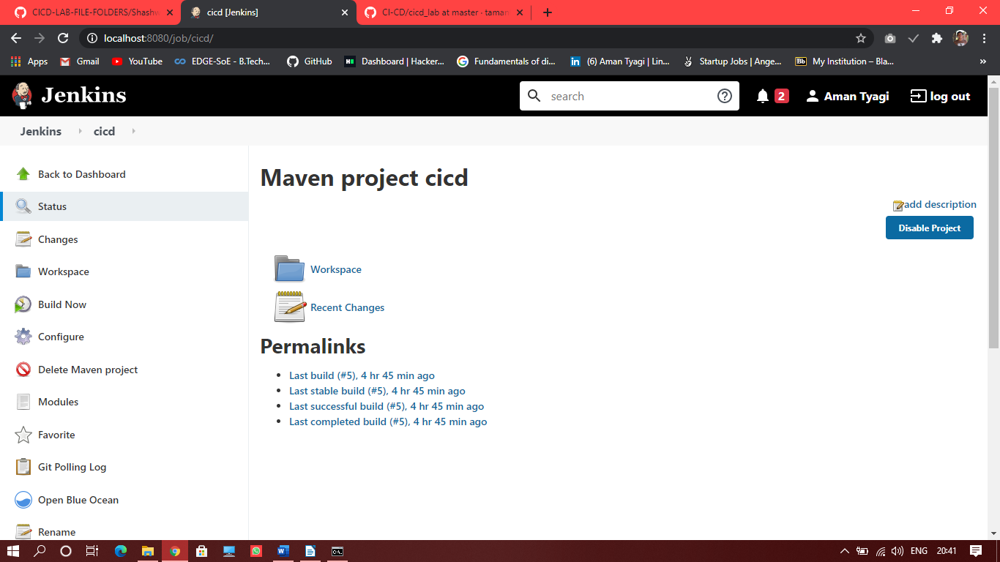 CICD-LAB-FILE-FOLDERS/Shashw
cicd [Jenkins]
CI-CD/cicd_lab at master · taman
localhost:8080/job/cicd/
Apps
Gmail
YouTube
EDGE-SoE - B.Tech...
GitHub
Dashboard | Hacker...
Fundamentals of di...
(6) Aman Tyagi | Lin...
Startup Jobs | Ange...
Bb
My Institution – Bla...
»
Jenkins
search
2
Aman Tyagi
log out
Jenkins
cicd
Back to Dashboard
Status
Changes
Workspace
Build Now
Configure
Delete Maven project
Modules
Favorite
Git Polling Log
Open Blue Ocean
Rename
Maven project cicd
add description
Disable Project
Workspace
Recent Changes
Permalinks
Last build (#5), 4 hr 45 min ago
Last stable build (#5), 4 hr 45 min ago
Last successful build (#5), 4 hr 45 min ago
Last completed build (#5), 4 hr 45 min ago
ENG
20:41